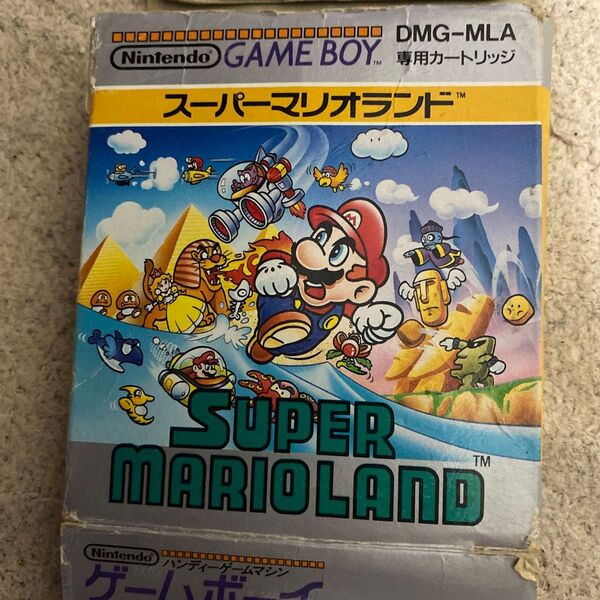 Nintendo GAME BOY™ DMG-MLA
専用カートリッジ
スーパーマリオランド™
M
SUPER
MARIOLAND™
Nintendo ハンディーゲームマシン
ゲームボーイ